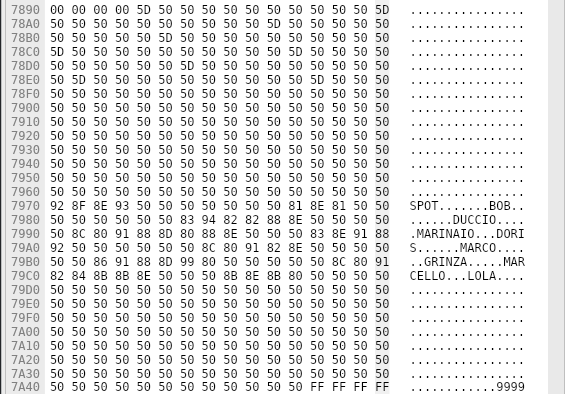 7890 00 00 00 00 5D 50 50 50 50 50 50 50 50 50 50 5D ................
78A0 50 50 50 50 50 50 50 50 50 50 5D 50 50 50 50 50 ................
78B0 50 50 50 50 50 5D 50 50 50 50 50 50 50 50 50 50 ................
78C0 5D 50 50 50 50 50 50 50 50 50 50 5D 50 50 50 50 ................
78D0 50 50 50 50 50 50 5D 50 50 50 50 50 50 50 50 50 ................
78E0 50 5D 50 50 50 50 50 50 50 50 50 50 5D 50 50 50 ................
78F0 50 50 50 50 50 50 50 50 50 50 50 50 50 50 50 50 ................
7900 50 50 50 50 50 50 50 50 50 50 50 50 50 50 50 50 ................
7910 50 50 50 50 50 50 50 50 50 50 50 50 50 50 50 50 ................
7920 50 50 50 50 50 50 50 50 50 50 50 50 50 50 50 50 ................
7930 50 50 50 50 50 50 50 50 50 50 50 50 50 50 50 50 ................
7940 50 50 50 50 50 50 50 50 50 50 50 50 50 50 50 50 ................
7950 50 50 50 50 50 50 50 50 50 50 50 50 50 50 50 50 ................
7960 50 50 50 50 50 50 50 50 50 50 50 50 50 50 50 50 ................
7970 92 8F 8E 93 50 50 50 50 50 50 50 81 8E 81 50 50 SPOT.......BOB..
7980 50 50 50 50 50 50 83 94 82 82 88 8E 50 50 50 50 ......DUCCIO....
7990 50 8C 80 91 88 8D 80 88 8E 50 50 50 83 8E 91 88 .MARINAIO...DORI
79A0 92 50 50 50 50 50 50 8C 80 91 82 8E 50 50 50 50 S......MARCO....
79B0 50 50 86 91 88 8D 99 80 50 50 50 50 50 8C 80 91 ..GRINZA.....MAR
79C0 82 84 8B 8B 8E 50 50 50 8B 8E 8B 80 50 50 50 50 CELLO...LOLA....
79D0 50 50 50 50 50 50 50 50 50 50 50 50 50 50 50 50 ................
79E0 50 50 50 50 50 50 50 50 50 50 50 50 50 50 50 50 ................
79F0 50 50 50 50 50 50 50 50 50 50 50 50 50 50 50 50 ................
7A00 50 50 50 50 50 50 50 50 50 50 50 50 50 50 50 50 ................
7A10 50 50 50 50 50 50 50 50 50 50 50 50 50 50 50 50 ................
7A20 50 50 50 50 50 50 50 50 50 50 50 50 50 50 50 50 ................
7A30 50 50 50 50 50 50 50 50 50 50 50 50 50 50 50 50 ................
7A40 50 50 50 50 50 50 50 50 50 50 50 50 FF FF FF FF ............9999